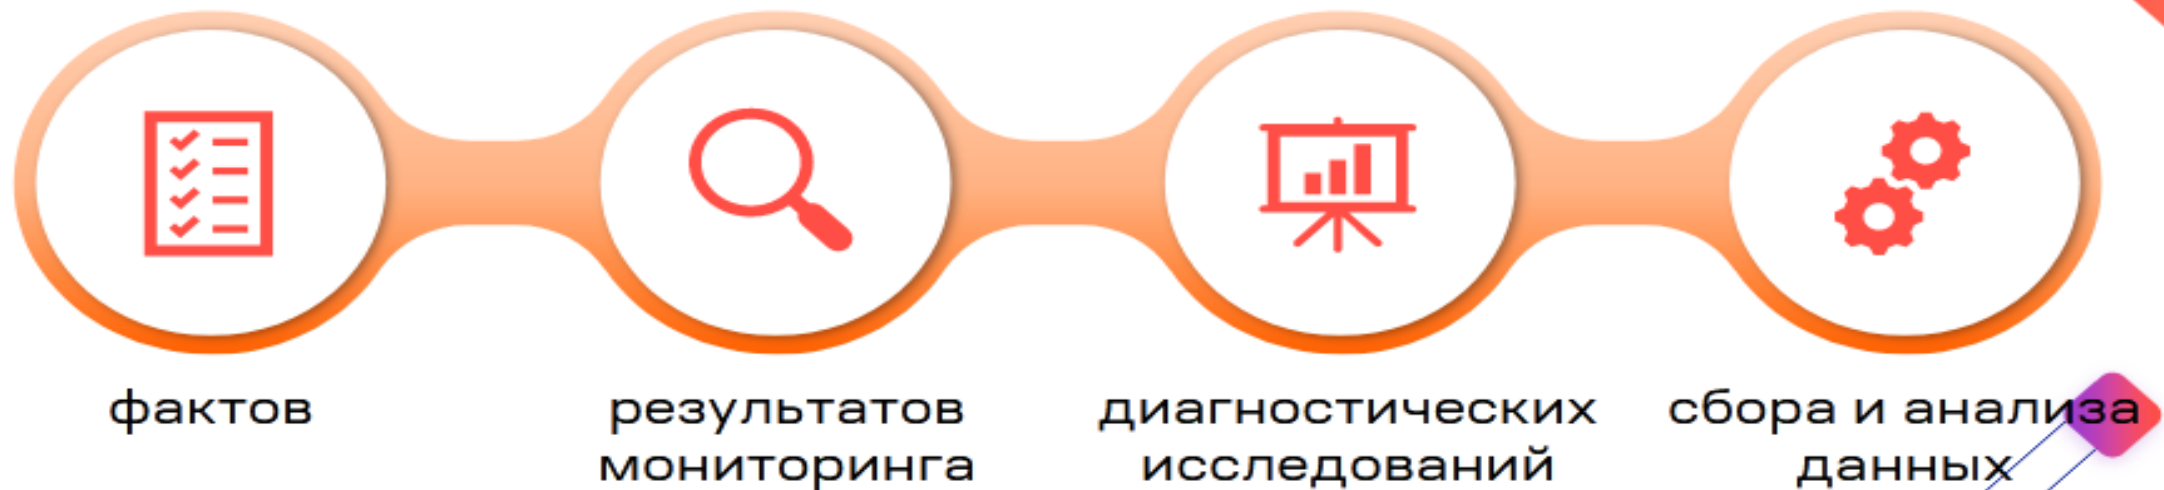 фактов
результатов
мониторинга
диагностических
исследований
сбора и анализа
данных